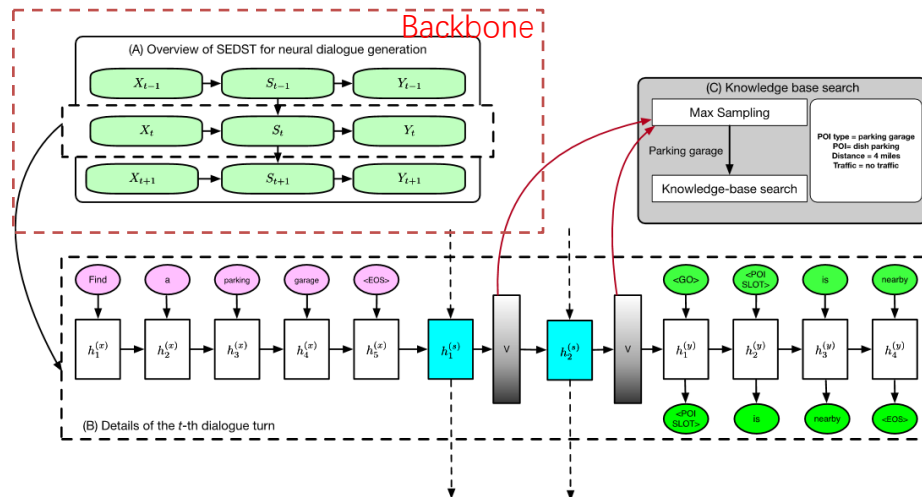 Backbone
(A) Overview of SEDST for neural dialogue generation
X_{t−1} S_{t−1} Y_{t−1}
X_t S_t Y_t
X_{t+1} S_{t+1} Y_{t+1}
(C) Knowledge base search
Max Sampling
Parking garage
Knowledge-base search
POI type = parking garage
POI= dish parking
Distance = 4 miles
Traffic = no traffic
Find a parking garage <EOS>
<GO> <POI SLOT> is nearby
h_1^{(x)} h_2^{(x)} h_3^{(x)} h_4^{(x)} h_5^{(x)} h_1^{(s)} V h_2^{(s)} V h_1^{(y)} h_2^{(y)} h_3^{(y)} h_4^{(y)}
<POI SLOT> is nearby <EOS>
(B) Details of the t-th dialogue turn